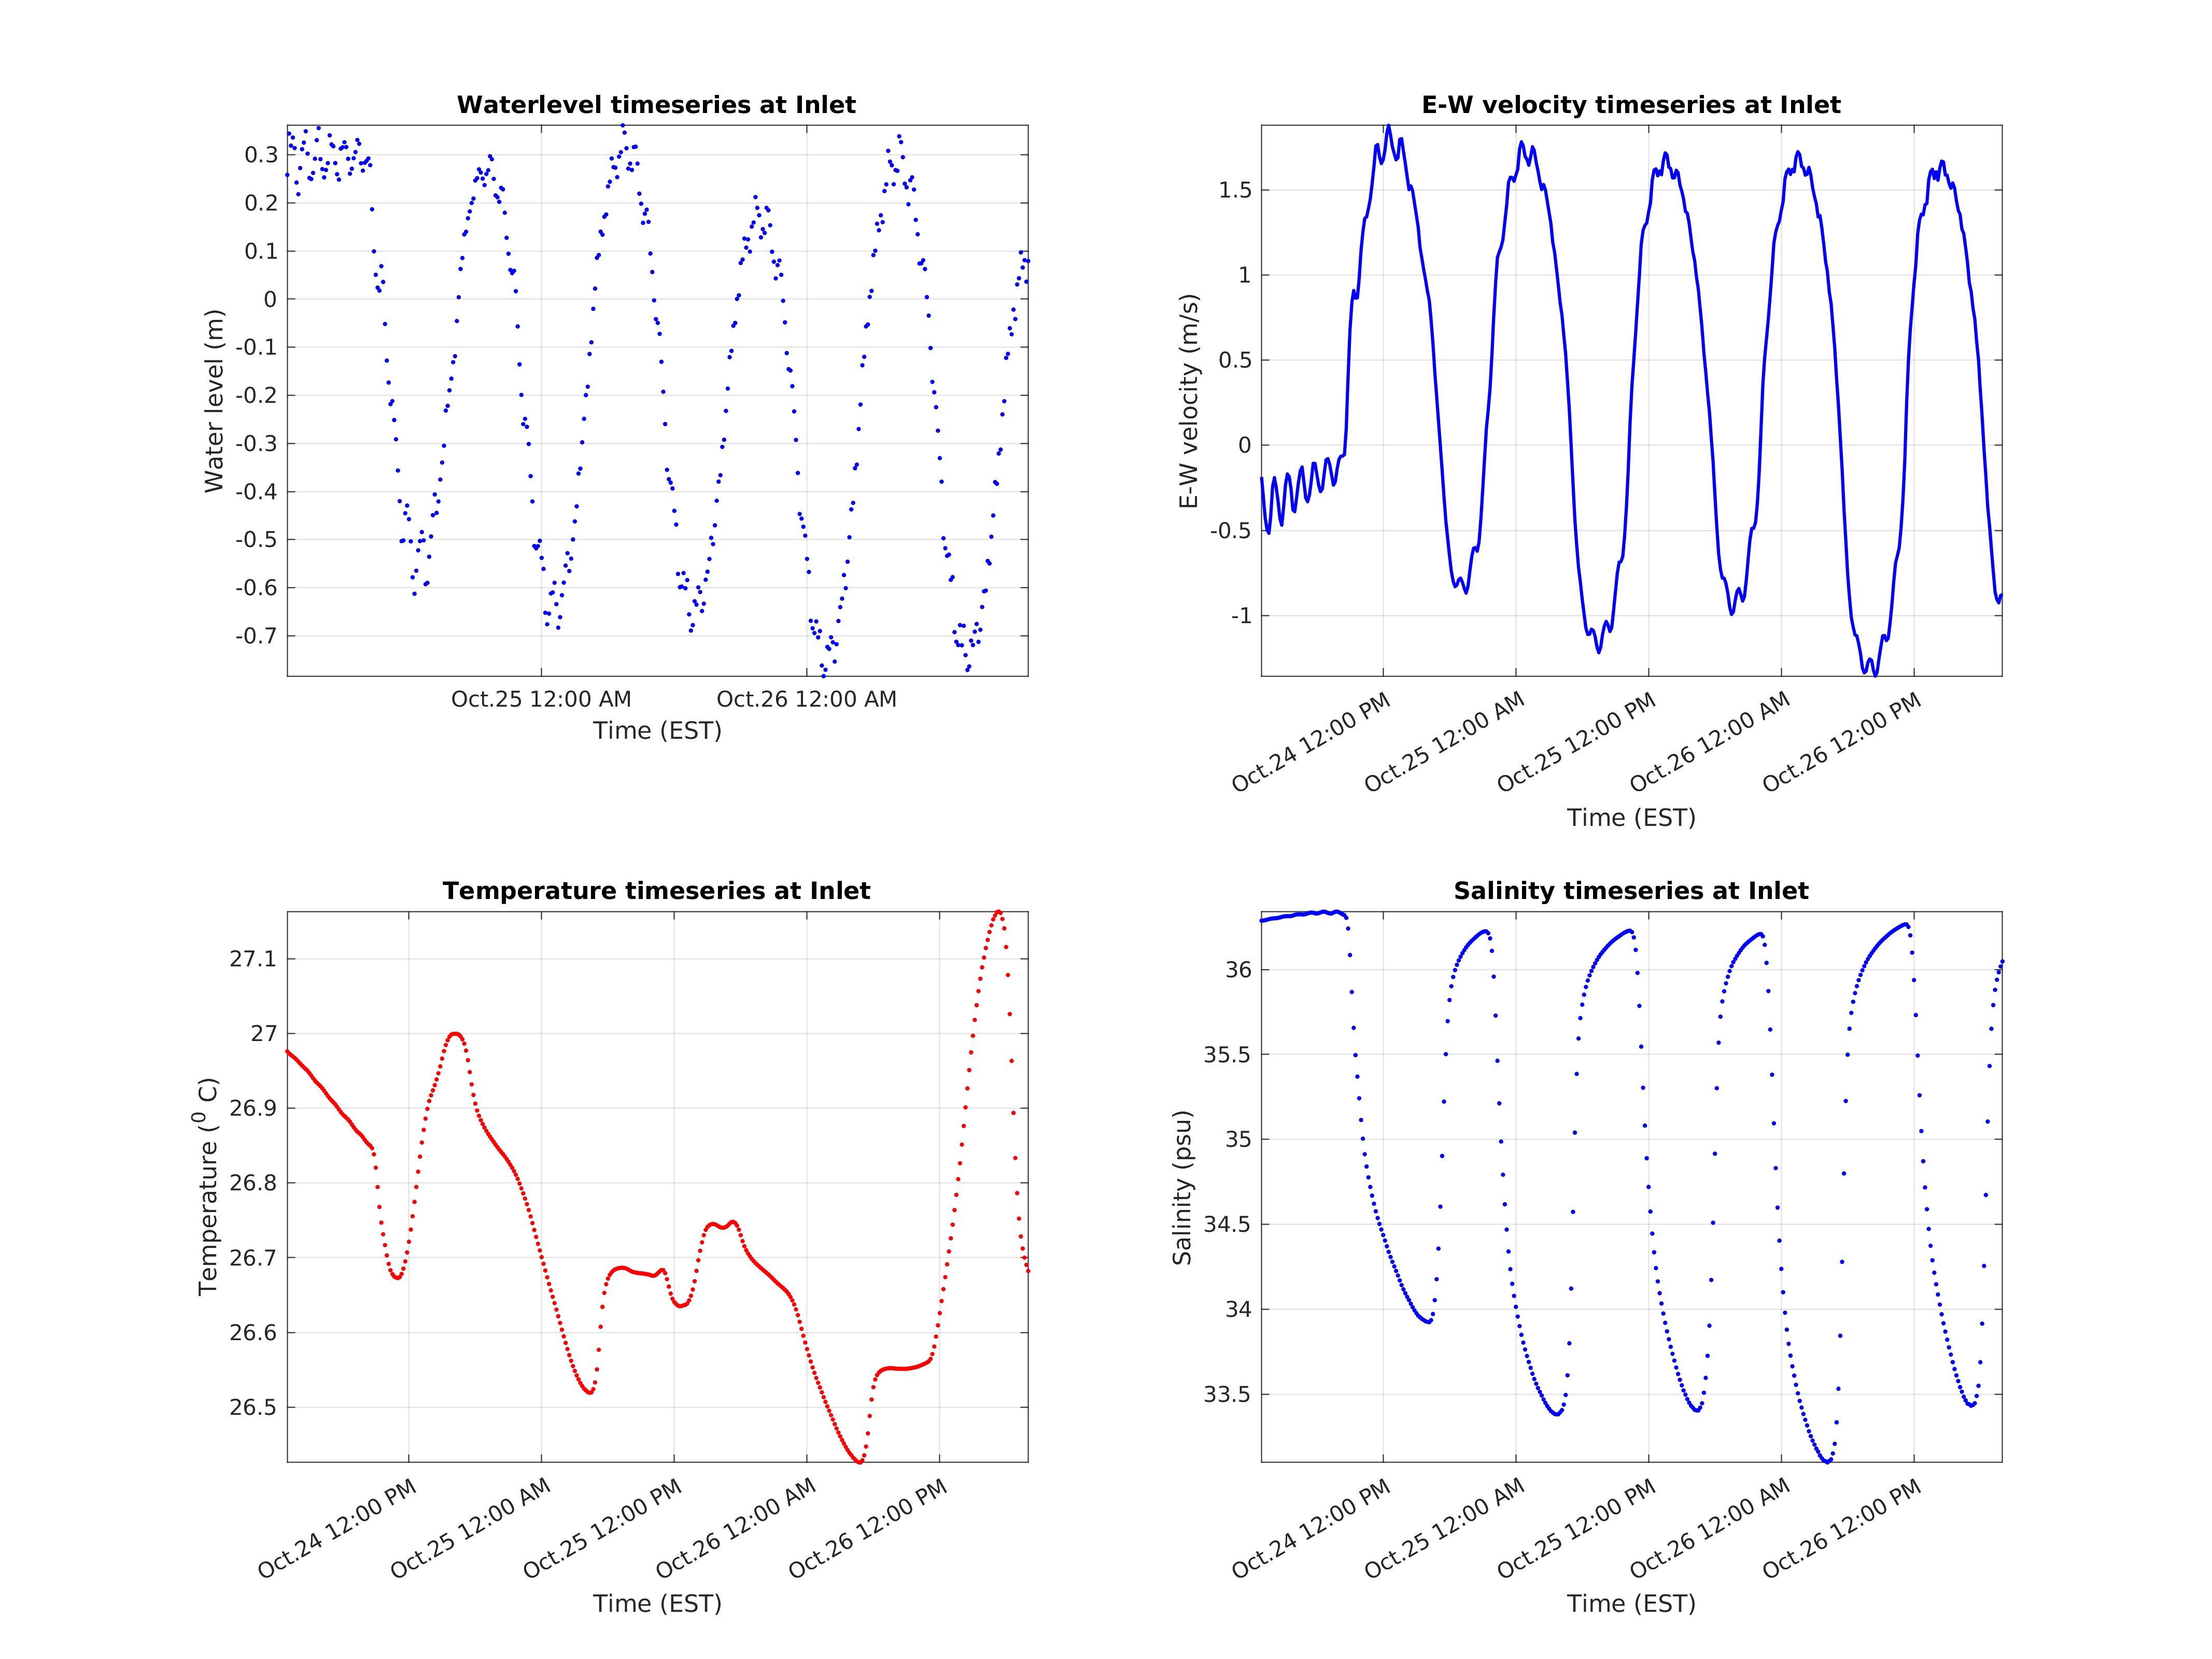 Waterlevel timeseries at Inlet
0.3
0.2
0.1
0
-0.1
-0.2
-0.3
-0.4
-0.5
-0.6
-0.7
Water level (m)
Oct.25 12:00 AM Oct.26 12:00 AM
Time (EST)
E-W velocity timeseries at Inlet
1.5
1
0.5
0
-0.5
-1
E-W velocity (m/s)
Oct.24 12:00 PM
Oct.25 12:00 AM
Oct.25 12:00 PM
Oct.26 12:00 AM
Oct.26 12:00 PM
Time (EST)
Temperature timeseries at Inlet
27.1
27
26.9
26.8
26.7
26.6
26.5
Temperature (⁰ C)
Oct.24 12:00 PM
Oct.25 12:00 AM
Oct.25 12:00 PM
Oct.26 12:00 AM
Oct.26 12:00 PM
Time (EST)
Salinity timeseries at Inlet
36
35.5
35
34.5
34
33.5
Salinity (psu)
Oct.24 12:00 PM
Oct.25 12:00 AM
Oct.25 12:00 PM
Oct.26 12:00 AM
Oct.26 12:00 PM
Time (EST)